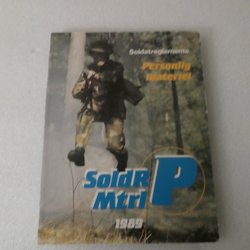 Soldatreglemente
Personlig
materiel
SoldR
Mtrl P
1989